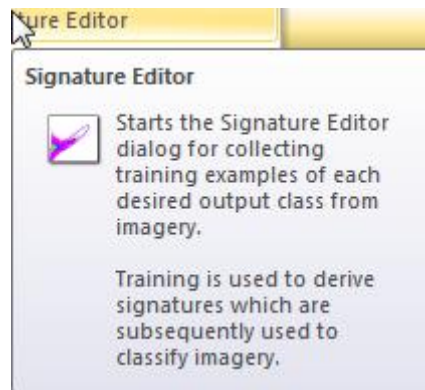 ture Editor
Signature Editor
Starts the Signature Editor
dialog for collecting
training examples of each
desired output class from
imagery.
Training is used to derive
signatures which are
subsequently used to
classify imagery.